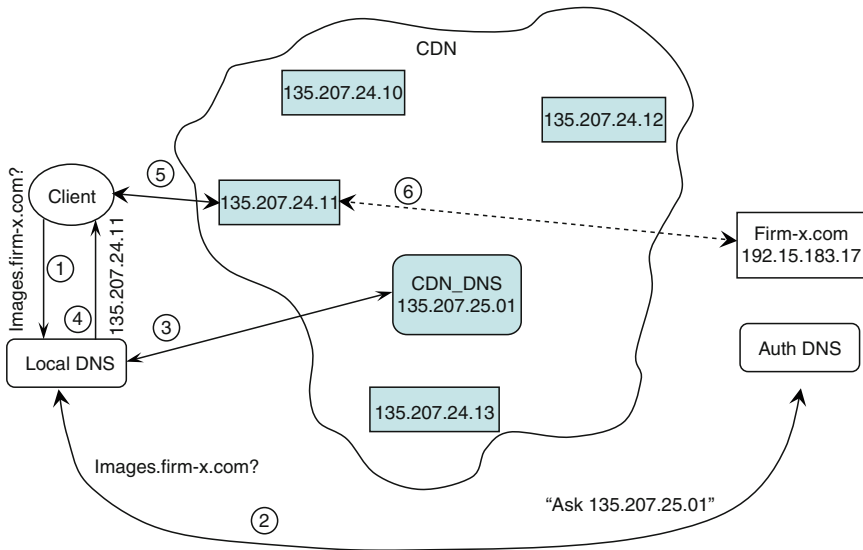 CDN
135.207.24.10
135.207.24.12
Client
5
135.207.24.11
6
Images.firm-x.com?
1
4
135.207.24.11
Firm-x.com
192.15.183.17
CDN_DNS
135.207.25.01
3
Local DNS
Auth DNS
135.207.24.13
Images.firm-x.com?
“Ask 135.207.25.01”
2